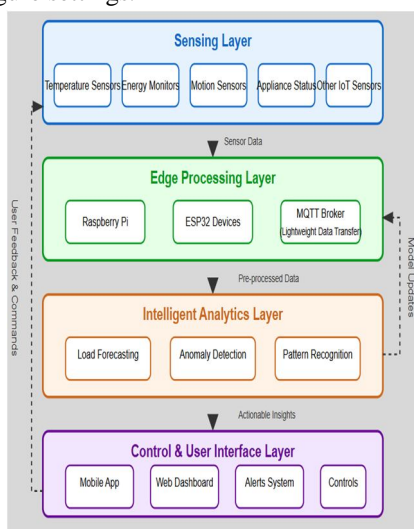 Sensing Layer
Temperature Sensors
Energy Monitors
Motion Sensors
Appliance Status
Other IoT Sensors
Sensor Data
Edge Processing Layer
Raspberry Pi
ESP32 Devices
MQTT Broker
(Lightweight Data Transfer)
Pre-processed Data
Intelligent Analytics Layer
Load Forecasting
Anomaly Detection
Pattern Recognition
Actionable Insights
Control & User Interface Layer
Mobile App
Web Dashboard
Alerts System
Controls
User Feedback & Commands
Model Updates